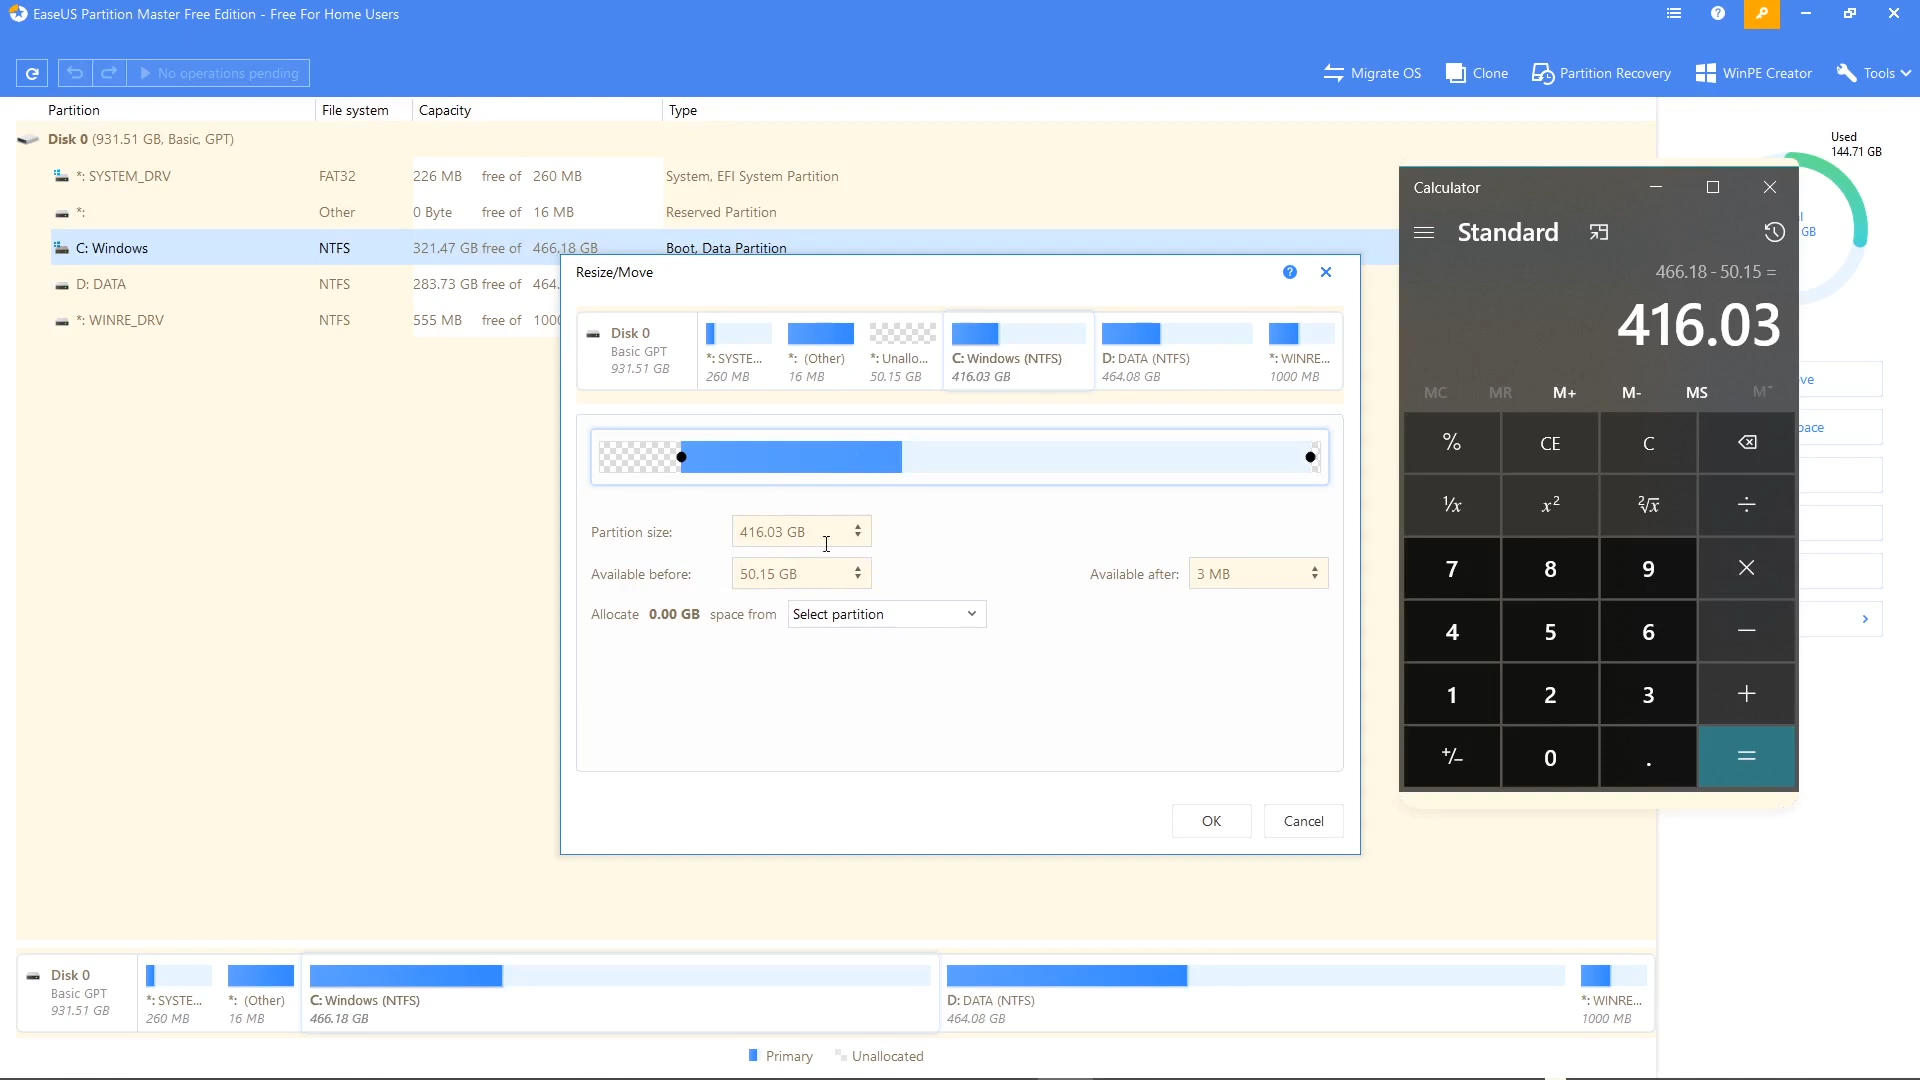 EaseUS Partition Master Free Edition - Free For Home Users
No operations pending
Migrate OS
Clone
Partition Recovery
WinPE Creator
Tools
Partition
File system
Capacity
Type
Disk 0 (931.51 GB, Basic, GPT)
*: SYSTEM_DRV FAT32 226 MB free of 260 MB System, EFI System Partition
*: Other 0 Byte free of 16 MB Reserved Partition
C: Windows NTFS 321.47 GB free of 466.18 GB Boot, Data Partition
D: DATA NTFS 283.73 GB free of 464.
*: WINRE_DRV NTFS 555 MB free of 100
Used
144.71 GB
GB
Resize/Move
Disk 0
Basic GPT
931.51 GB
*: SYSTE...
260 MB
*: (Other)
16 MB
*: Unallo...
50.15 GB
C: Windows (NTFS)
416.03 GB
D: DATA (NTFS)
464.08 GB
*: WINRE...
1000 MB
Partition size: 416.03 GB
Available before: 50.15 GB
Available after: 3 MB
Allocate 0.00 GB space from Select partition
OK
Cancel
Calculator
Standard
466.18 - 50.15 =
416.03
MC MR M+ M- MS M˅
% CE C
⅟x x² ²√x ÷
7 8 9 ×
4 5 6 −
1 2 3 +
+/− 0 . =
ve
pace
Disk 0
Basic GPT
931.51 GB
*: SYSTE...
260 MB
*: (Other)
16 MB
C: Windows (NTFS)
466.18 GB
D: DATA (NTFS)
464.08 GB
*: WINRE...
1000 MB
Primary
Unallocated